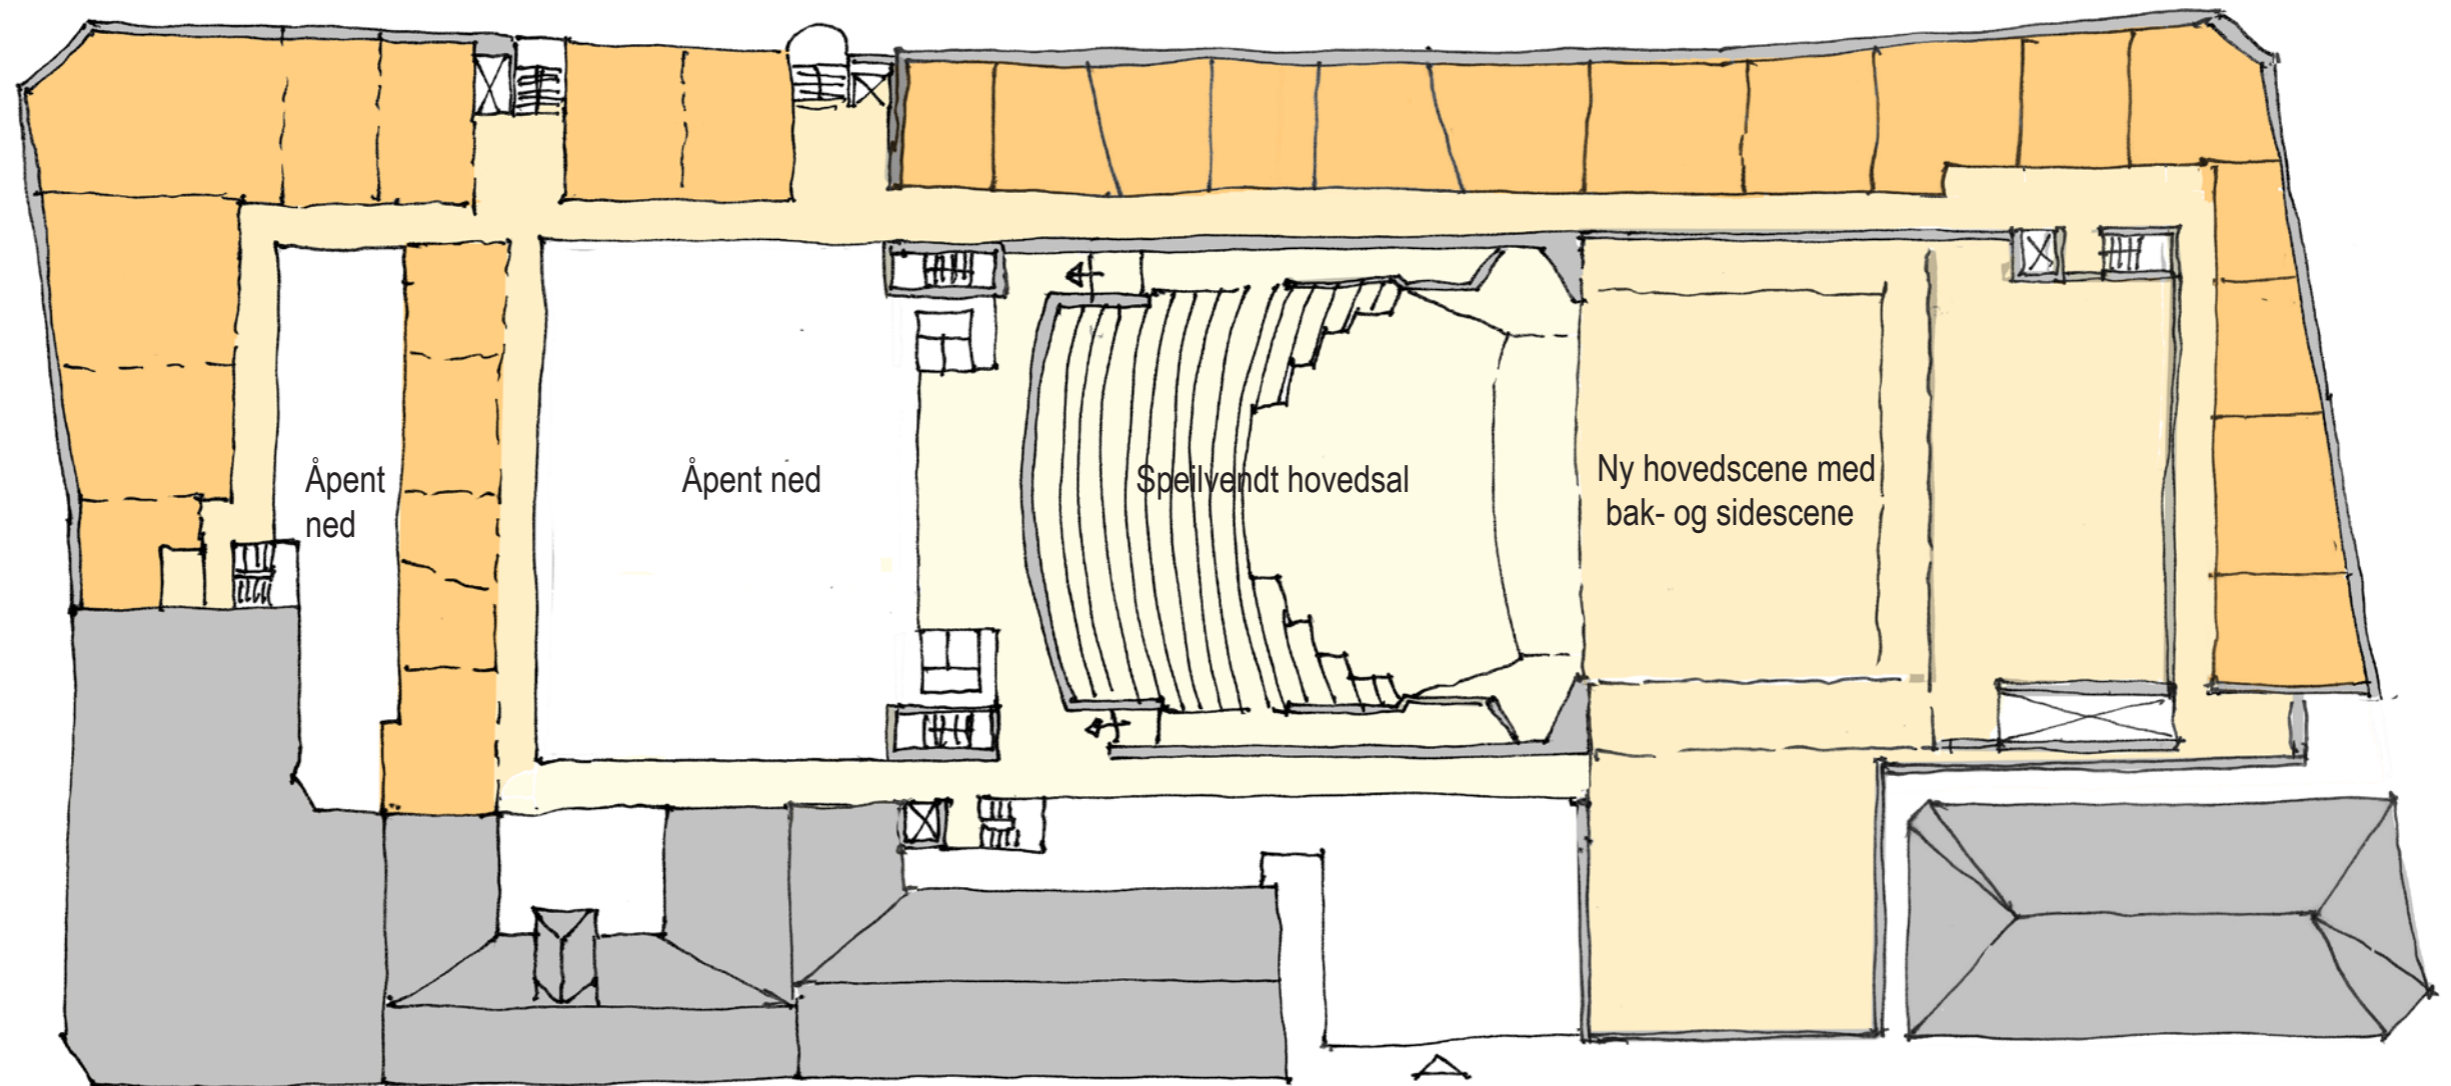 Åpent
ned
Åpent ned
Speilvendt hovedsal
Ny hovedscene med
bak- og sidescene